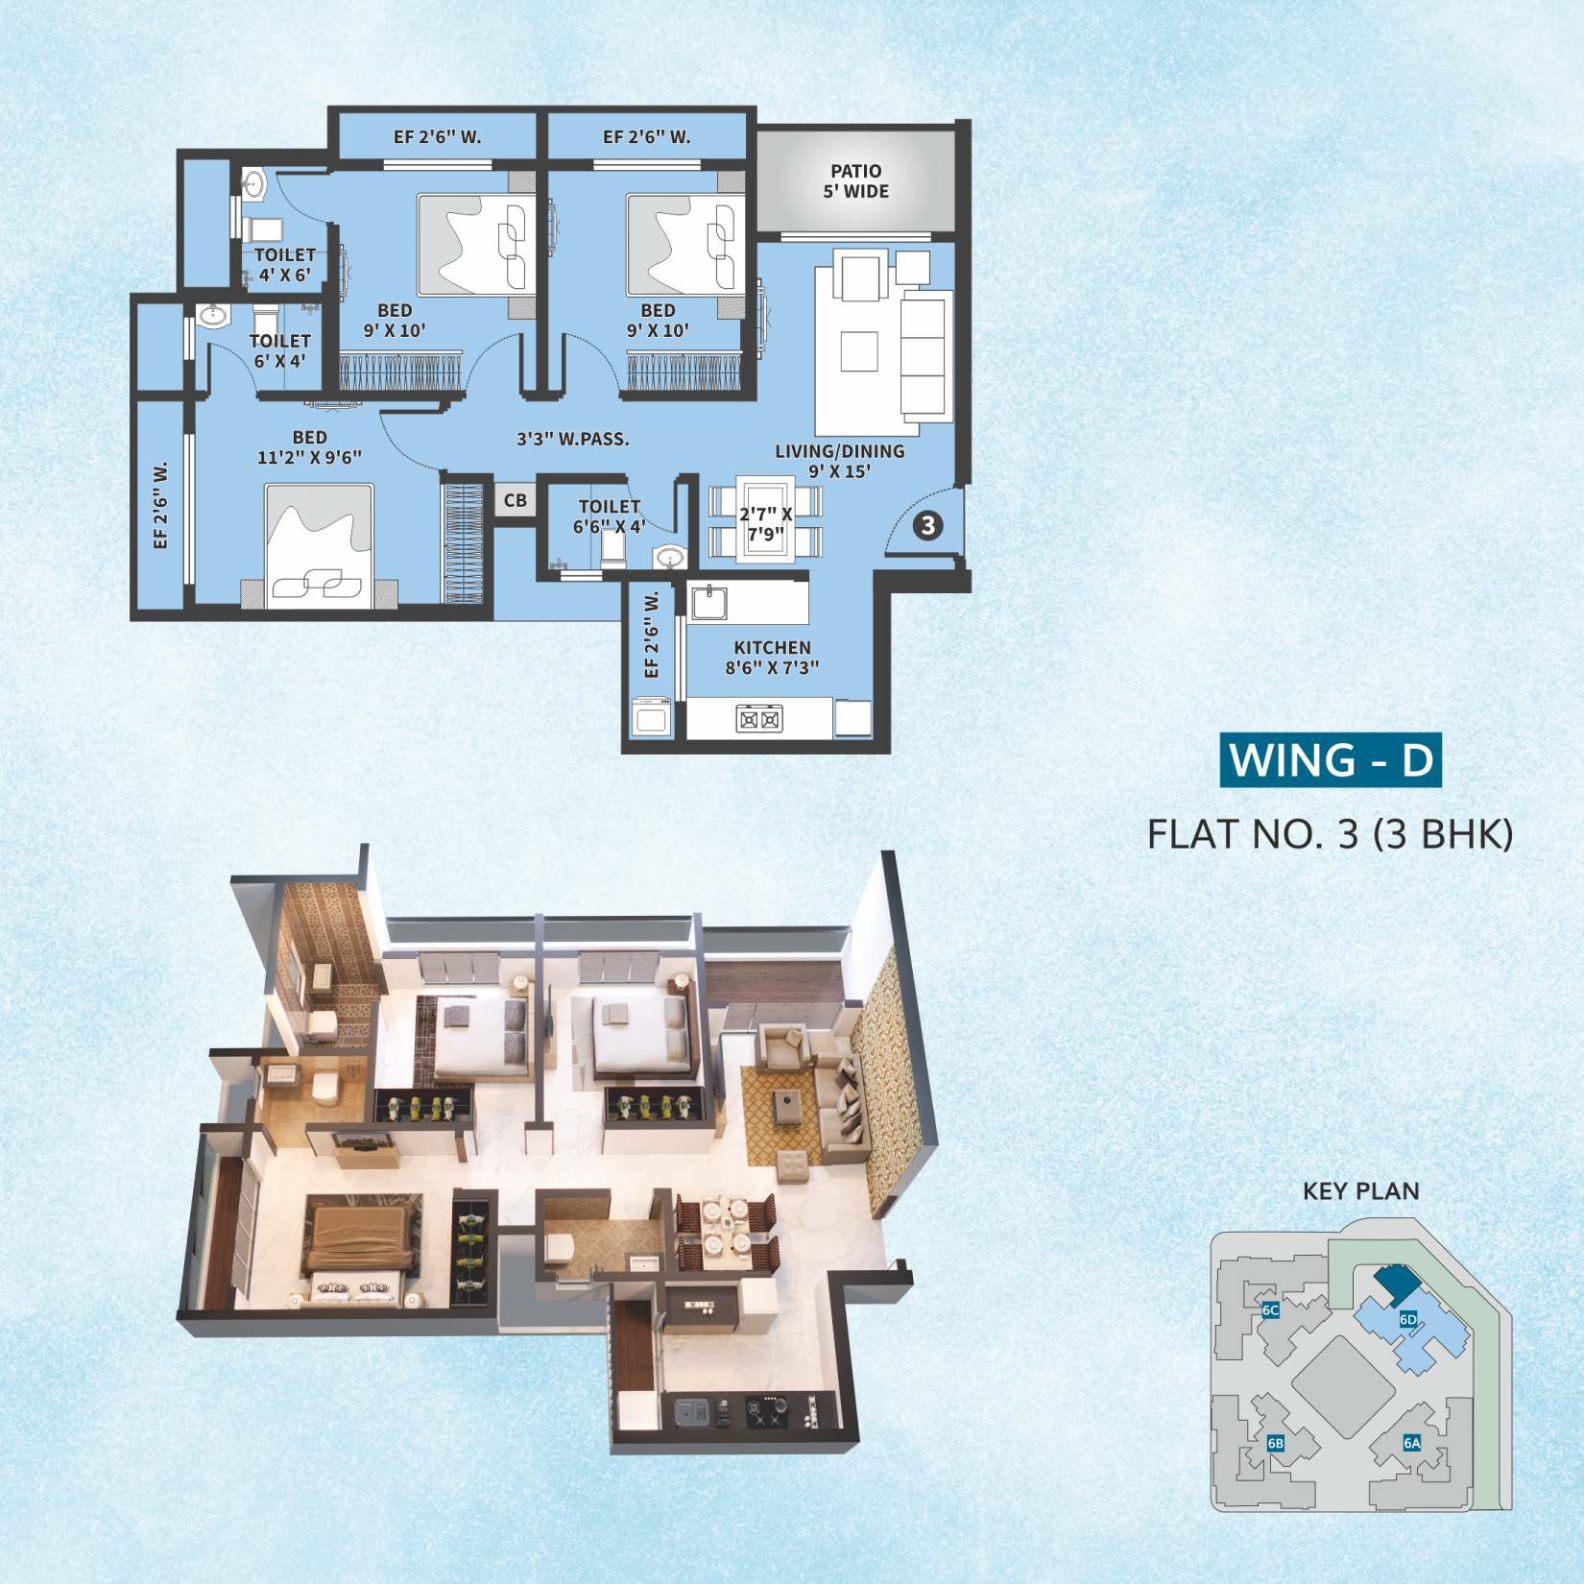 EF 2'6" W.
EF 2'6" W.
PATIO
5' WIDE
TOILET
4' X 6'
BED
9' X 10'
BED
9' X 10'
TOILET
6' X 4'
BED
11'2" X 9'6"
3'3" W.PASS.
LIVING/DINING
9' X 15'
EF 2'6" W.
CB
TOILET
6'6" X 4'
2'7" X
7'9"
3
EF 2'6" W.
KITCHEN
8'6" X 7'3"
WING - D
FLAT NO. 3 (3 BHK)
KEY PLAN
6C
6D
6B
6A